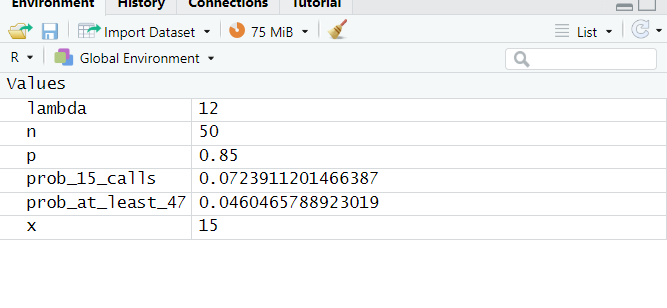 Environment History Connections Tutorial
Import Dataset 75 MiB List
R Global Environment
Values
lambda 12
n 50
p 0.85
prob_15_calls 0.0723911201466387
prob_at_least_47 0.0460465788923019
x 15